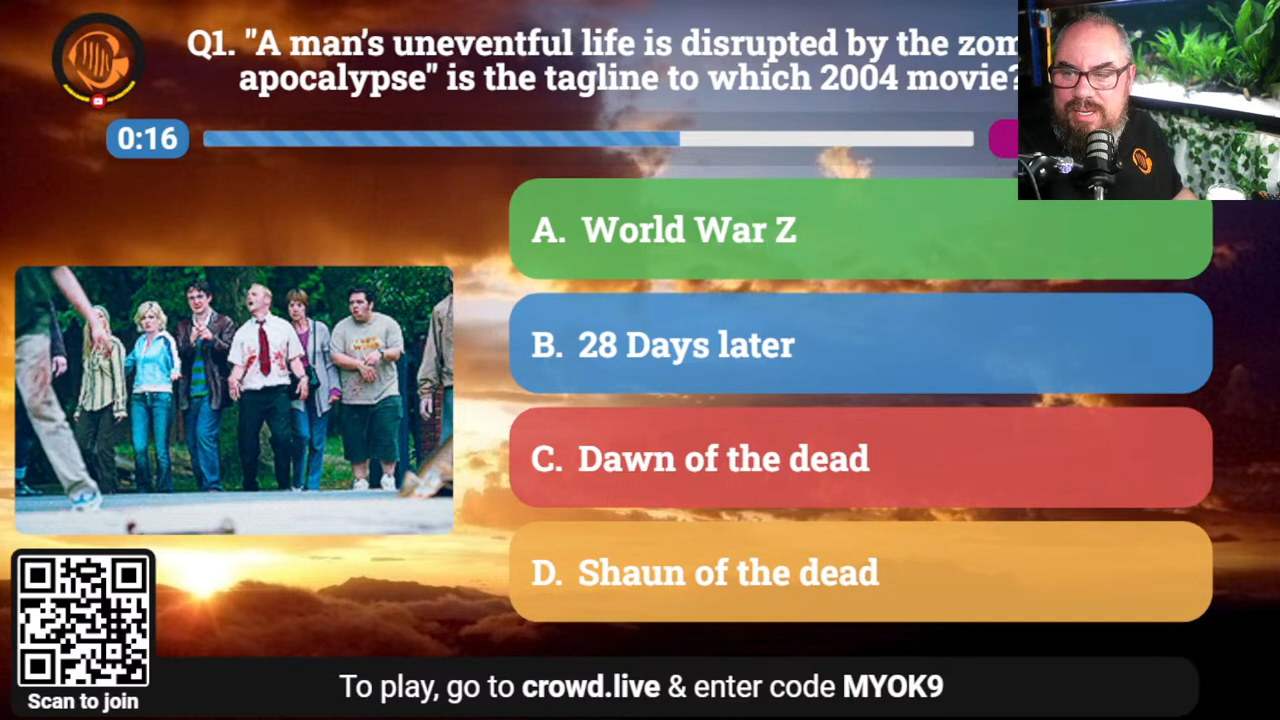 Q1. "A man's uneventful life is disrupted by the
apocalypse" is the tagline to which 2004 movie?
0:16
A. World War Z
B. 28 Days later
C. Dawn of the dead
D. Shaun of the dead
Scan to join
To play, go to crowd.live & enter code MYOK9